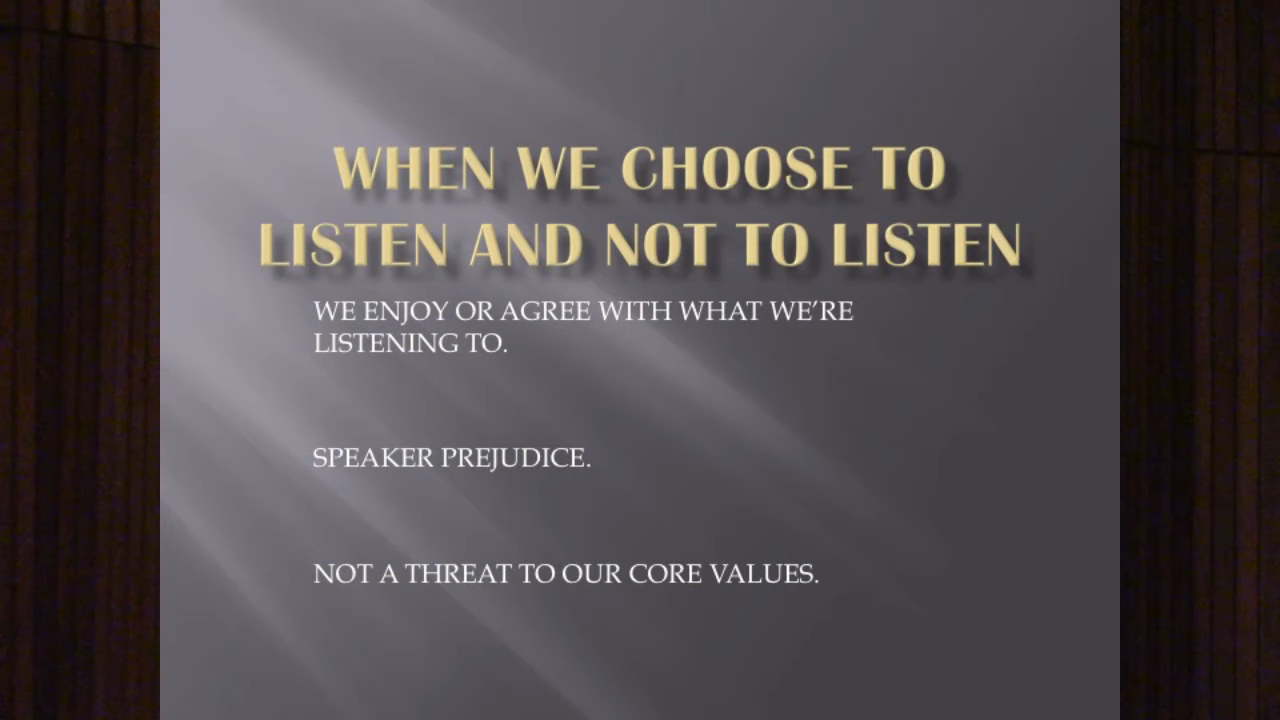 WHEN WE CHOOSE TO
LISTEN AND NOT TO LISTEN
WE ENJOY OR AGREE WITH WHAT WE’RE
LISTENING TO.
SPEAKER PREJUDICE.
NOT A THREAT TO OUR CORE VALUES.